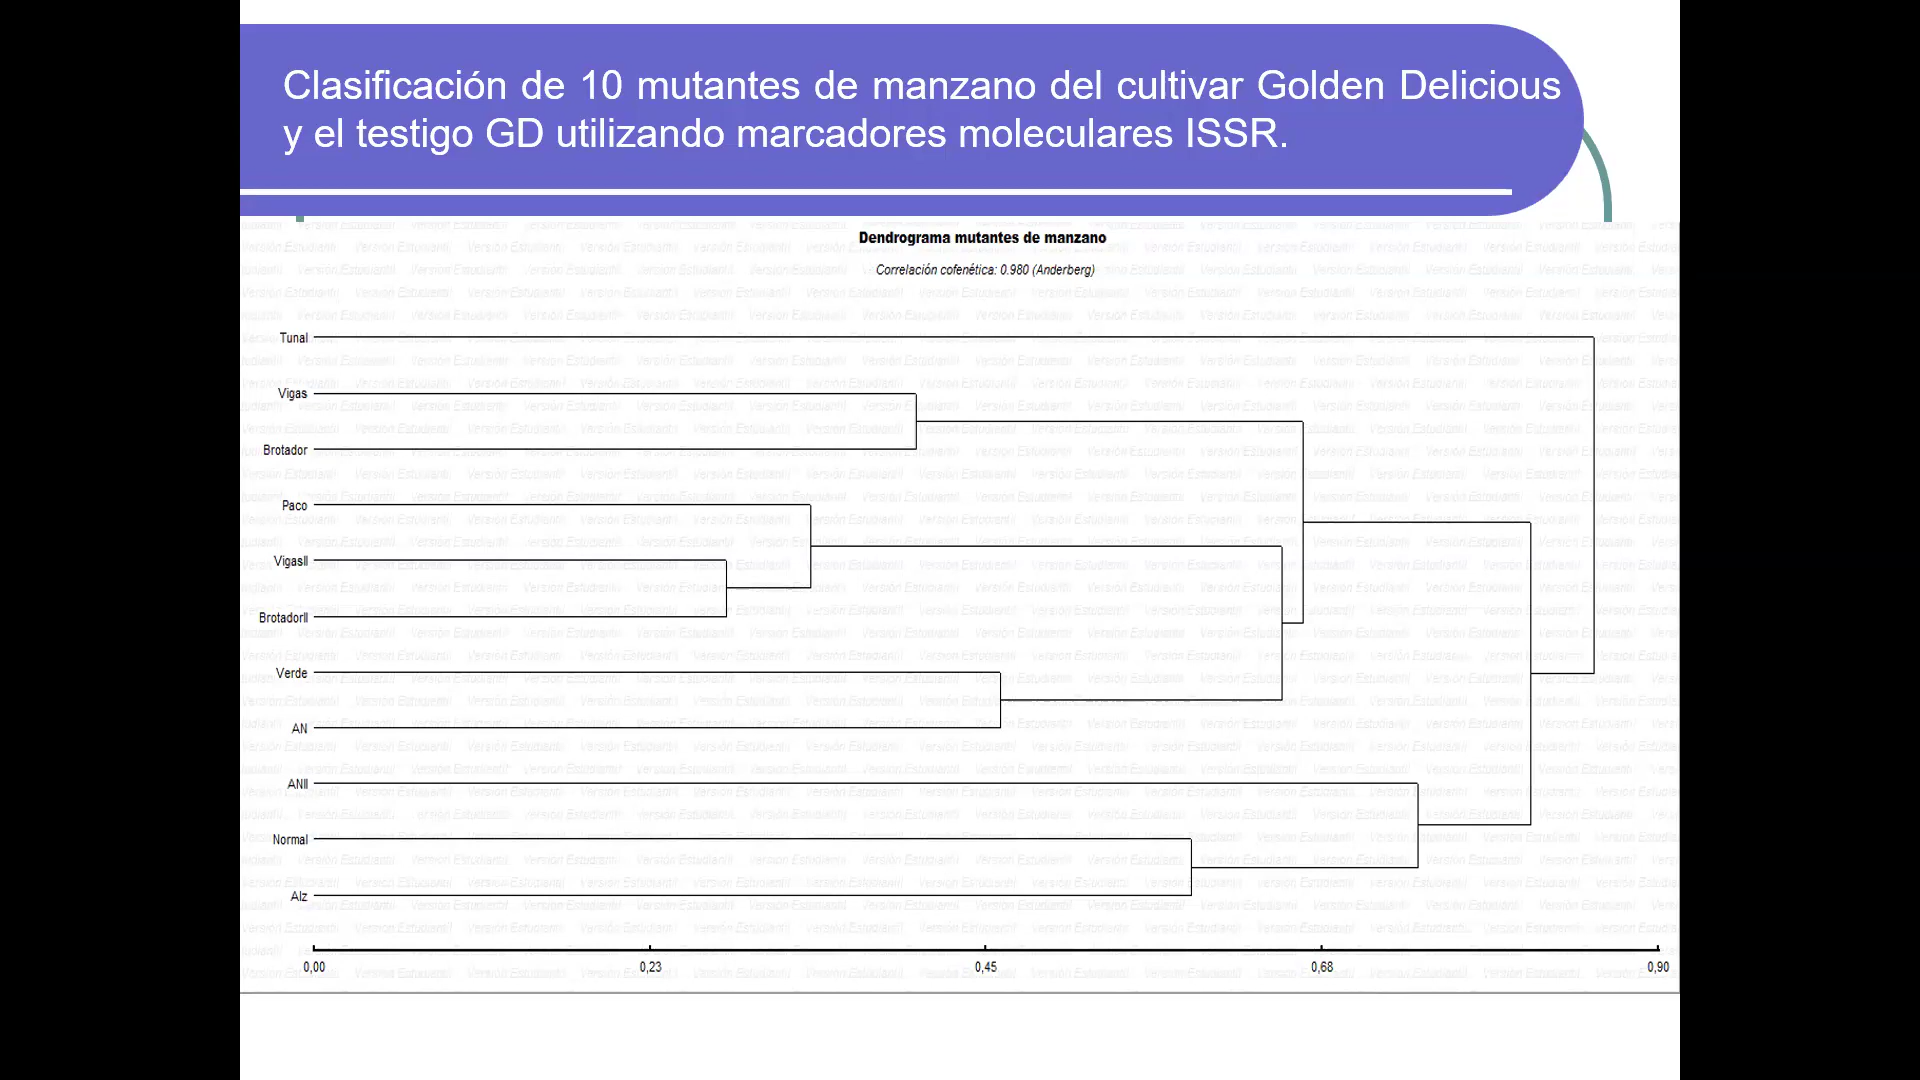 Clasificación de 10 mutantes de manzano del cultivar Golden Delicious
y el testigo GD utilizando marcadores moleculares ISSR.
Dendrograma mutantes de manzano
Correlación cofenética: 0.980 (Anderberg)
Tunal
Vigas
Brotador
Paco
VigasII
BrotadorII
Verde
AN
ANII
Normal
Alz
0,00 0,23 0,45 0,68 0,90
Versión Estudiantil